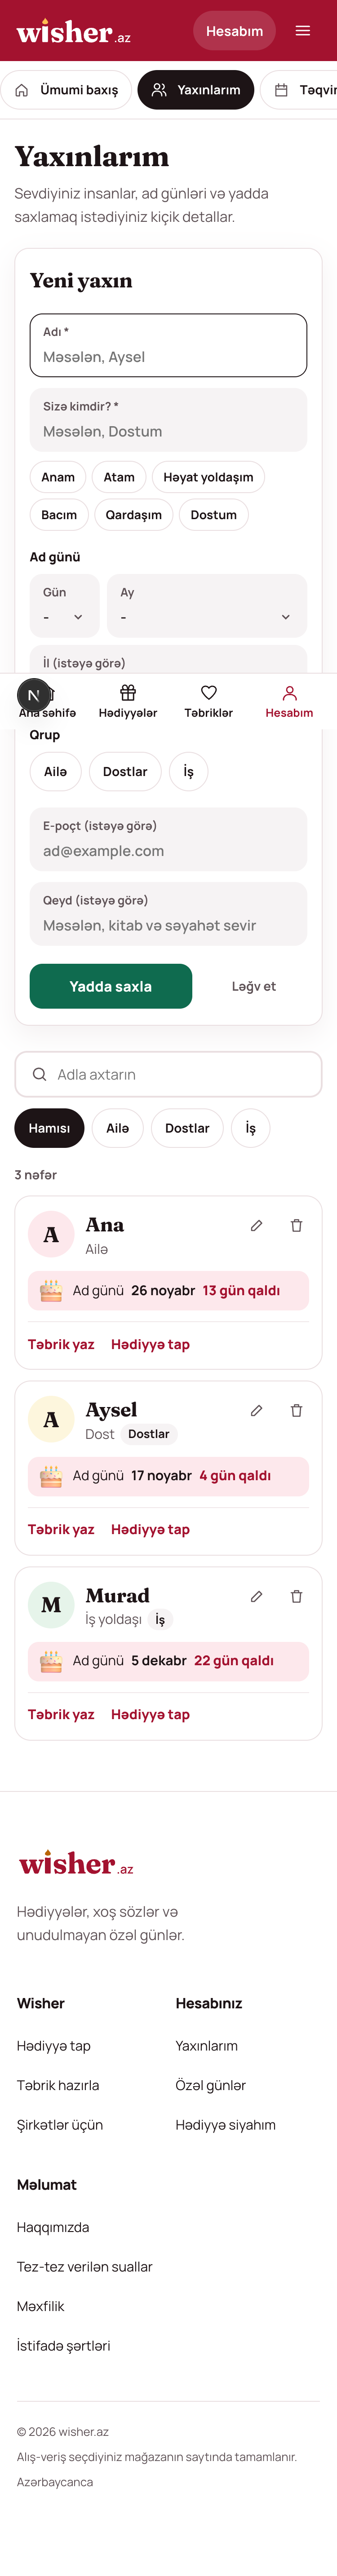 wisher.az
Hesabım
Ümumi baxış
Yaxınlarım
Təqvim
Yaxınlarım
Sevdiyiniz insanlar, ad günləri və yadda
saxlamaq istədiyiniz kiçik detallar.
Yeni yaxın
Adı *
Məsələn, Aysel
Sizə kimdir? *
Məsələn, Dostum
Anam
Atam
Həyat yoldaşım
Bacım
Qardaşım
Dostum
Ad günü
Gün
Ay
-
-
İl (istəyə görə)
N
Ana səhifə
Hədiyyələr
Təbriklər
Hesabım
Qrup
Ailə
Dostlar
İş
E-poçt (istəyə görə)
ad@example.com
Qeyd (istəyə görə)
Məsələn, kitab və səyahət sevir
Yadda saxla
Ləğv et
Adla axtarın
Hamısı
Ailə
Dostlar
İş
3 nəfər
A
Ana
Ailə
Ad günü 26 noyabr 13 gün qaldı
Təbrik yaz
Hədiyyə tap
A
Aysel
Dost
Dostlar
Ad günü 17 noyabr 4 gün qaldı
Təbrik yaz
Hədiyyə tap
M
Murad
İş yoldaşı
İş
Ad günü 5 dekabr 22 gün qaldı
Təbrik yaz
Hədiyyə tap
wisher.az
Hədiyyələr, xoş sözlər və
unudulmayan özəl günlər.
Wisher
Hədiyyə tap
Təbrik hazırla
Şirkətlər üçün
Hesabınız
Yaxınlarım
Özəl günlər
Hədiyyə siyahım
Məlumat
Haqqımızda
Tez-tez verilən suallar
Məxfilik
İstifadə şərtləri
© 2026 wisher.az
Alış-veriş seçdiyiniz mağazanın saytında tamamlanır.
Azərbaycanca